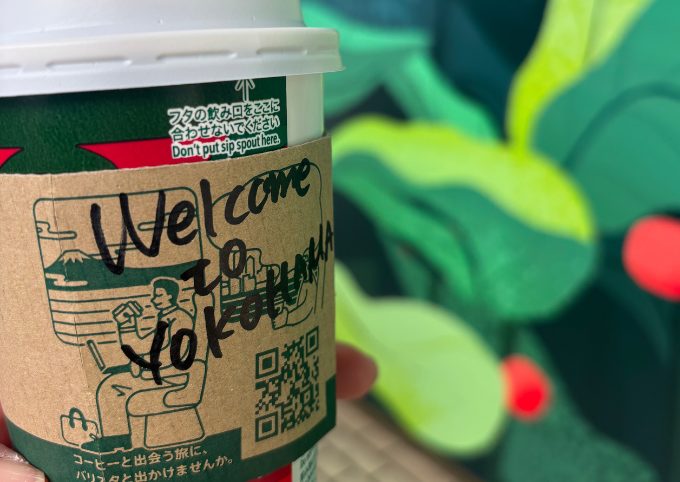 フタの飲み口をここに
合わせないでください
Don't put sip spout here.
Welcome
to
YOKOHAMA
コーヒーと出会う旅に、
バリスタと出かけませんか。